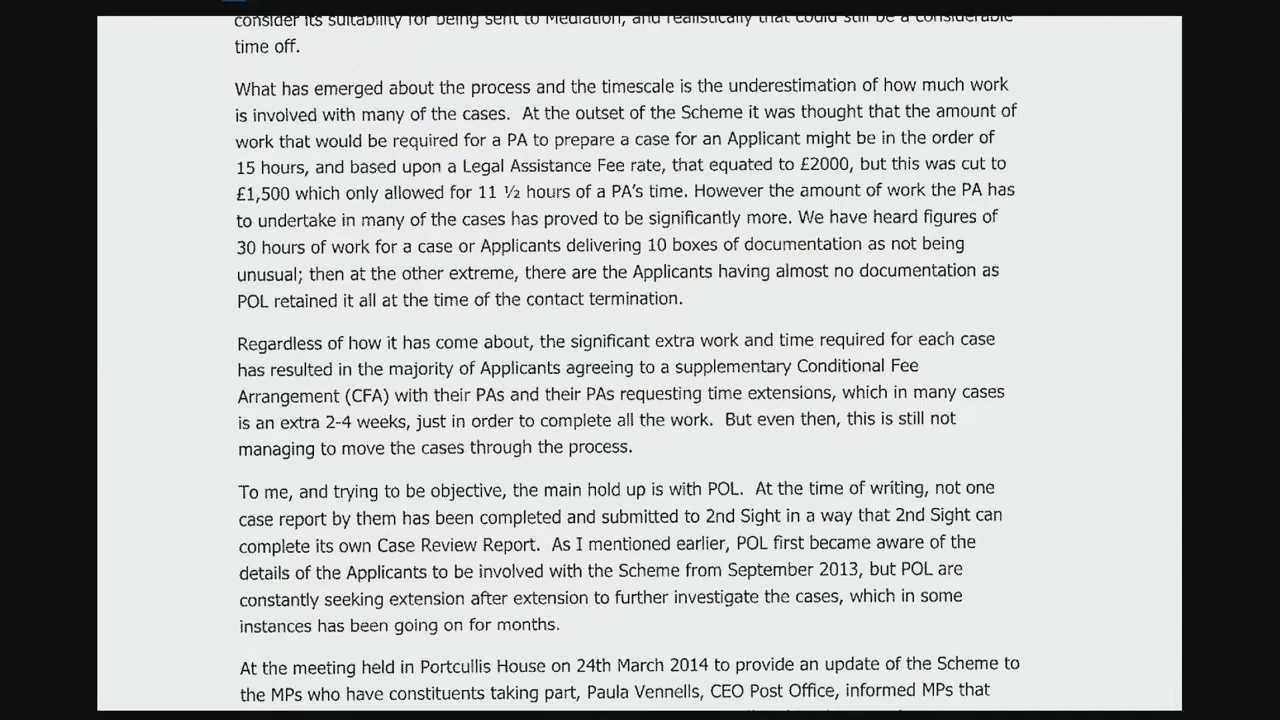 consider its suitability for being sent to Mediation, and realistically that could still be a considerable
time off.
What has emerged about the process and the timescale is the underestimation of how much work
is involved with many of the cases.  At the outset of the Scheme it was thought that the amount of
work that would be required for a PA to prepare a case for an Applicant might be in the order of
15 hours, and based upon a Legal Assistance Fee rate, that equated to £2000, but this was cut to
£1,500 which only allowed for 11 ½ hours of a PA's time. However the amount of work the PA has
to undertake in many of the cases has proved to be significantly more. We have heard figures of
30 hours of work for a case or Applicants delivering 10 boxes of documentation as not being
unusual; then at the other extreme, there are the Applicants having almost no documentation as
POL retained it all at the time of the contact termination.
Regardless of how it has come about, the significant extra work and time required for each case
has resulted in the majority of Applicants agreeing to a supplementary Conditional Fee
Arrangement (CFA) with their PAs and their PAs requesting time extensions, which in many cases
is an extra 2-4 weeks, just in order to complete all the work.  But even then, this is still not
managing to move the cases through the process.
To me, and trying to be objective, the main hold up is with POL.  At the time of writing, not one
case report by them has been completed and submitted to 2nd Sight in a way that 2nd Sight can
complete its own Case Review Report.  As I mentioned earlier, POL first became aware of the
details of the Applicants to be involved with the Scheme from September 2013, but POL are
constantly seeking extension after extension to further investigate the cases, which in some
instances has been going on for months.
At the meeting held in Portcullis House on 24th March 2014 to provide an update of the Scheme to
the MPs who have constituents taking part, Paula Vennells, CEO Post Office, informed MPs that